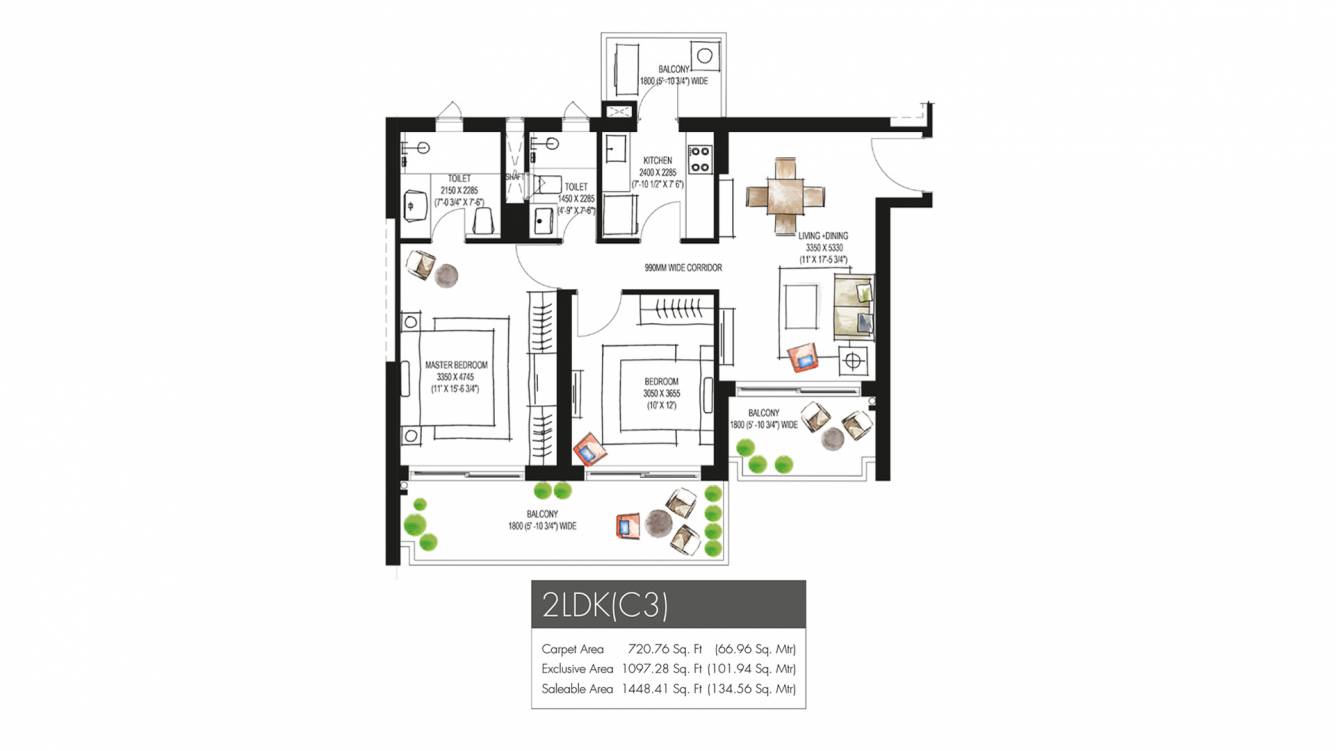 BALCONY
1800 (5' -10 3/4") WIDE
TOILET
2150 X 2285
(7'-0 3/4" X 7'-6")
SHAFT
TOILET
1450 X 2285
(4'-9" X 7'-6")
KITCHEN
2400 X 2285
(7'-10 1/2" X 7' 6")
LIVING +DINING
3350 X 5330
(11' X 17'-5 3/4")
990MM WIDE CORRIDOR
MASTER BEDROOM
3350 X 4745
(11' X 15'-6 3/4")
BEDROOM
3050 X 3655
(10' X 12')
BALCONY
1800 (5' -10 3/4") WIDE
BALCONY
1800 (5' -10 3/4") WIDE
2LDK(C3)
Carpet Area 720.76 Sq. Ft (66.96 Sq. Mtr)
Exclusive Area 1097.28 Sq. Ft (101.94 Sq. Mtr)
Saleable Area 1448.41 Sq. Ft (134.56 Sq. Mtr)